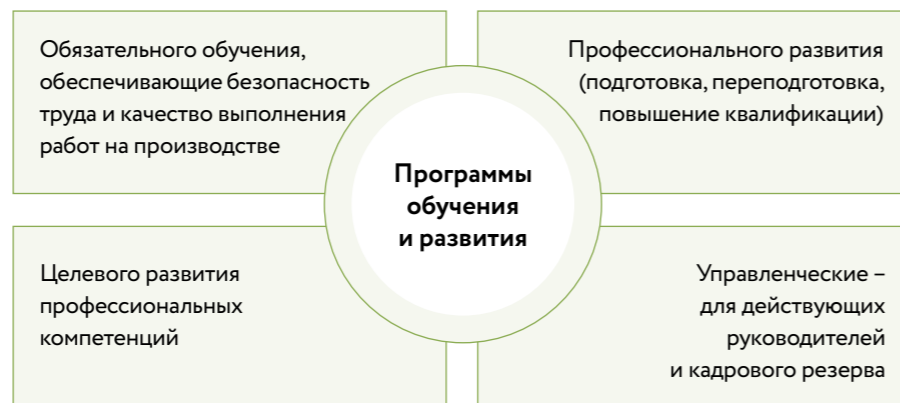 Обязательного обучения,
обеспечивающие безопасность
труда и качество выполнения
работ на производстве
Профессионального развития
(подготовка, переподготовка,
повышение квалификации)
Программы
обучения
и развития
Целевого развития
профессиональных
компетенций
Управленческие –
для действующих
руководителей
и кадрового резерва